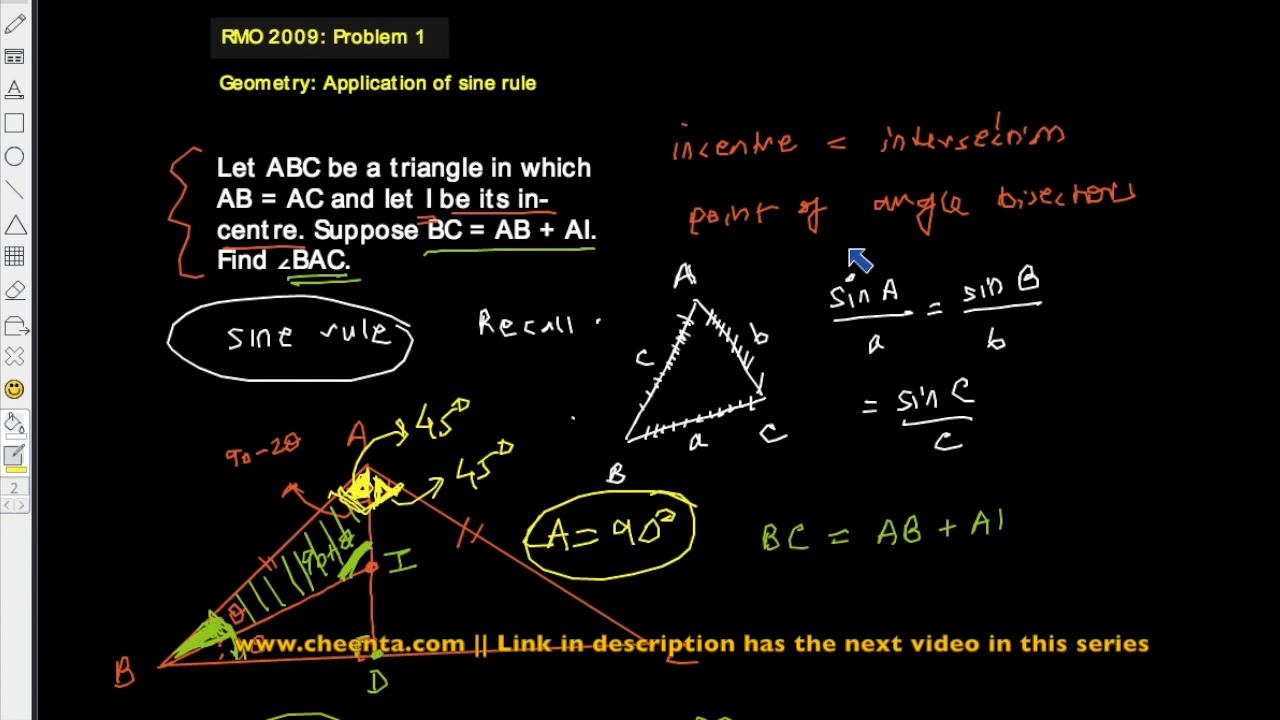 RMO 2009: Problem 1
Geometry: Application of sine rule
Let ABC be a triangle in which
AB = AC and let I be its in-
centre. Suppose BC = AB + AI.
Find ∠BAC.
incentre = intersection
point of angle bisectors
sine rule
Recall
A
c
b
B
a
C
sin A / a = sin B / b
= sin C / c
90-2θ
A
45°
45°
A = 90°
BC = AB + AI
90+θ
I
θ
www.cheenta.com || Link in description has the next video in this series
B
D
2